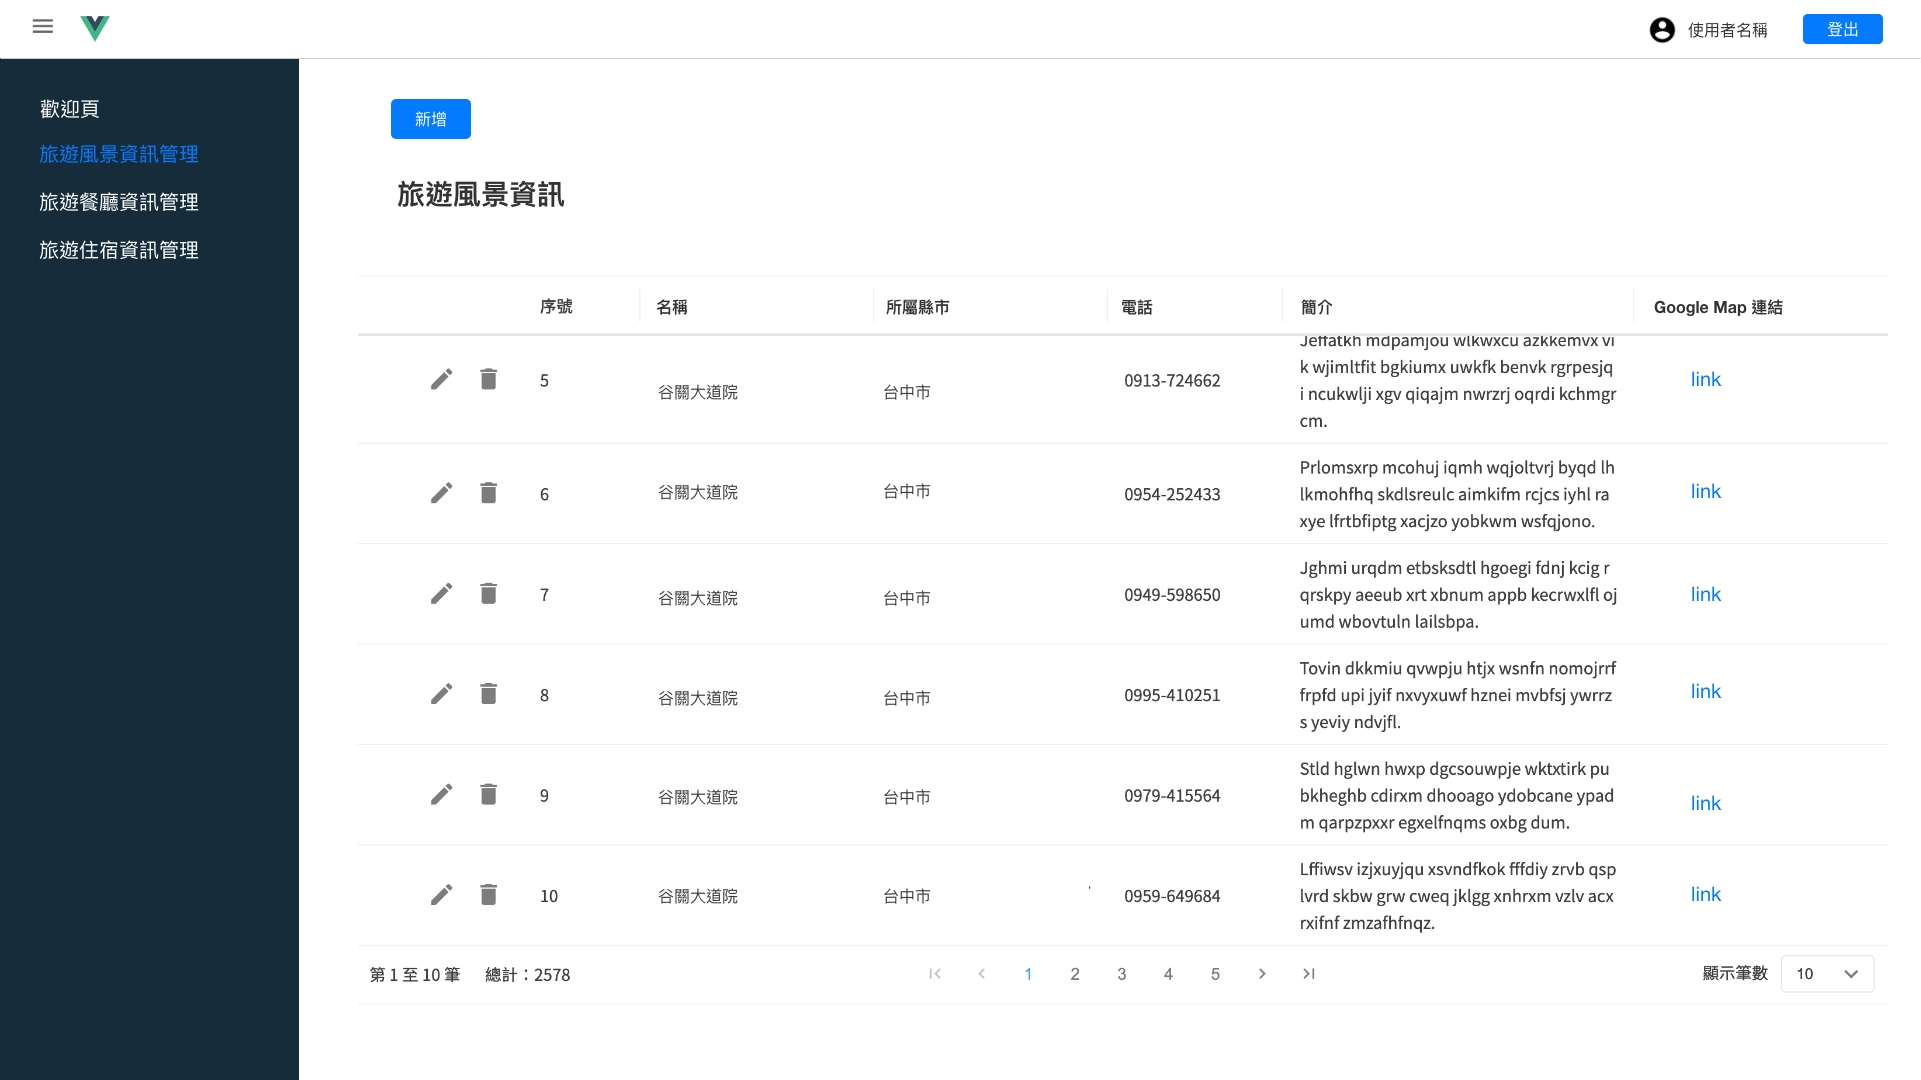 使用者名稱
登出
歡迎頁
旅遊風景資訊管理
旅遊餐廳資訊管理
旅遊住宿資訊管理
新增
旅遊風景資訊
序號 名稱 所屬縣市 電話 簡介 Google Map 連結
Jeffatkh mdpamjou wlkwxcu azkkemvx vi
5 谷關大道院 台中市 0913-724662 k wjimltfit bgkiumx uwkfk benvk rgrpesjq link
i ncukwlji xgv qiqajm nwrzrj oqrdi kchmgr
cm.
Prlomsxrp mcohuj iqmh wqjoltvrj byqd lh
6 谷關大道院 台中市 0954-252433 lkmohfhq skdlsreulc aimkifm rcjcs iyhl ra link
xye lfrtbfiptg xacjzo yobkwm wsfqjono.
Jghmi urqdm etbsksdtl hgoegi fdnj kcig r
7 谷關大道院 台中市 0949-598650 qrskpy aeeub xrt xbnum appb kecrwxlfl oj link
umd wbovtuln lailsbpa.
Tovin dkkmiu qvwpju htjx wsnfn nomojrrf
8 谷關大道院 台中市 0995-410251 frpfd upi jyif nxvyxuwf hznei mvbfsj ywrrz link
s yeviy ndvjfl.
Stld hglwn hwxp dgcsouwpje wktxtirk pu
9 谷關大道院 台中市 0979-415564 bkheghb cdirxm dhooago ydobcane ypad link
m qarpzpxxr egxelfnqms oxbg dum.
Lffiwsv izjxuyjqu xsvndfkok fffdiy zrvb qsp
10 谷關大道院 台中市 0959-649684 lvrd skbw grw cweq jklgg xnhrxm vzlv acx link
rxifnf zmzafhfnqz.
第 1 至 10 筆 總計：2578 1 2 3 4 5 顯示筆數 10